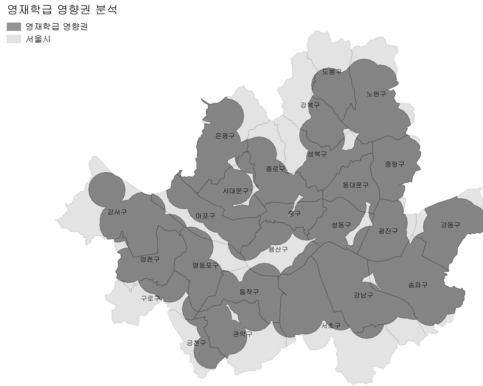 영재학급 영향권 분석
영재학급 영향권
서울시
도봉구
노원구
강북구
은평구
성북구
중랑구
종로구
서대문구
동대문구
강서구
마포구
중구
성동구
광진구
강동구
용산구
양천구
영등포구
동작구
송파구
구로구
강남구
서초구
관악구
금천구